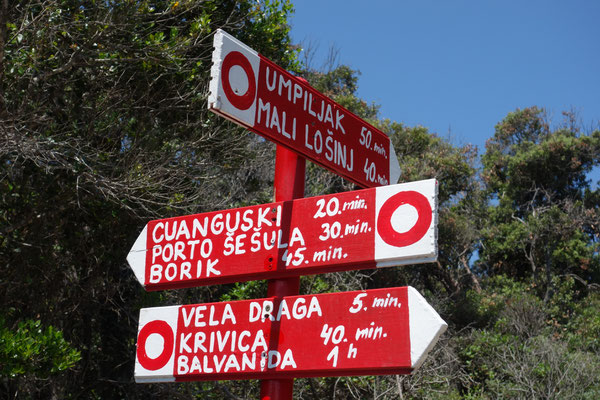 UMPILJAK 50. min.
MALI LOŠINJ 40. min
CUANGUSKI 20. min.
PORTO ŠEŠULA 30. min.
BORIK 45. min.
VELA DRAGA 5. min.
KRIVICA 40. min.
BALVANIDA 1 h